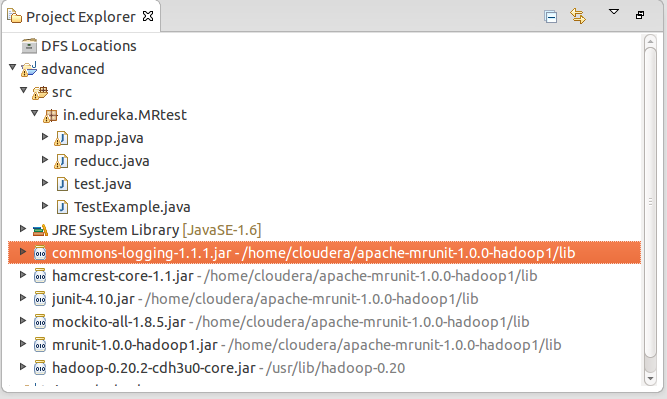 Project Explorer
DFS Locations
advanced
src
in.edureka.MRtest
mapp.java
reducc.java
test.java
TestExample.java
JRE System Library [JavaSE-1.6]
commons-logging-1.1.1.jar - /home/cloudera/apache-mrunit-1.0.0-hadoop1/lib
hamcrest-core-1.1.jar - /home/cloudera/apache-mrunit-1.0.0-hadoop1/lib
junit-4.10.jar - /home/cloudera/apache-mrunit-1.0.0-hadoop1/lib
mockito-all-1.8.5.jar - /home/cloudera/apache-mrunit-1.0.0-hadoop1/lib
mrunit-1.0.0-hadoop1.jar - /home/cloudera/apache-mrunit-1.0.0-hadoop1/lib
hadoop-0.20.2-cdh3u0-core.jar - /usr/lib/hadoop-0.20